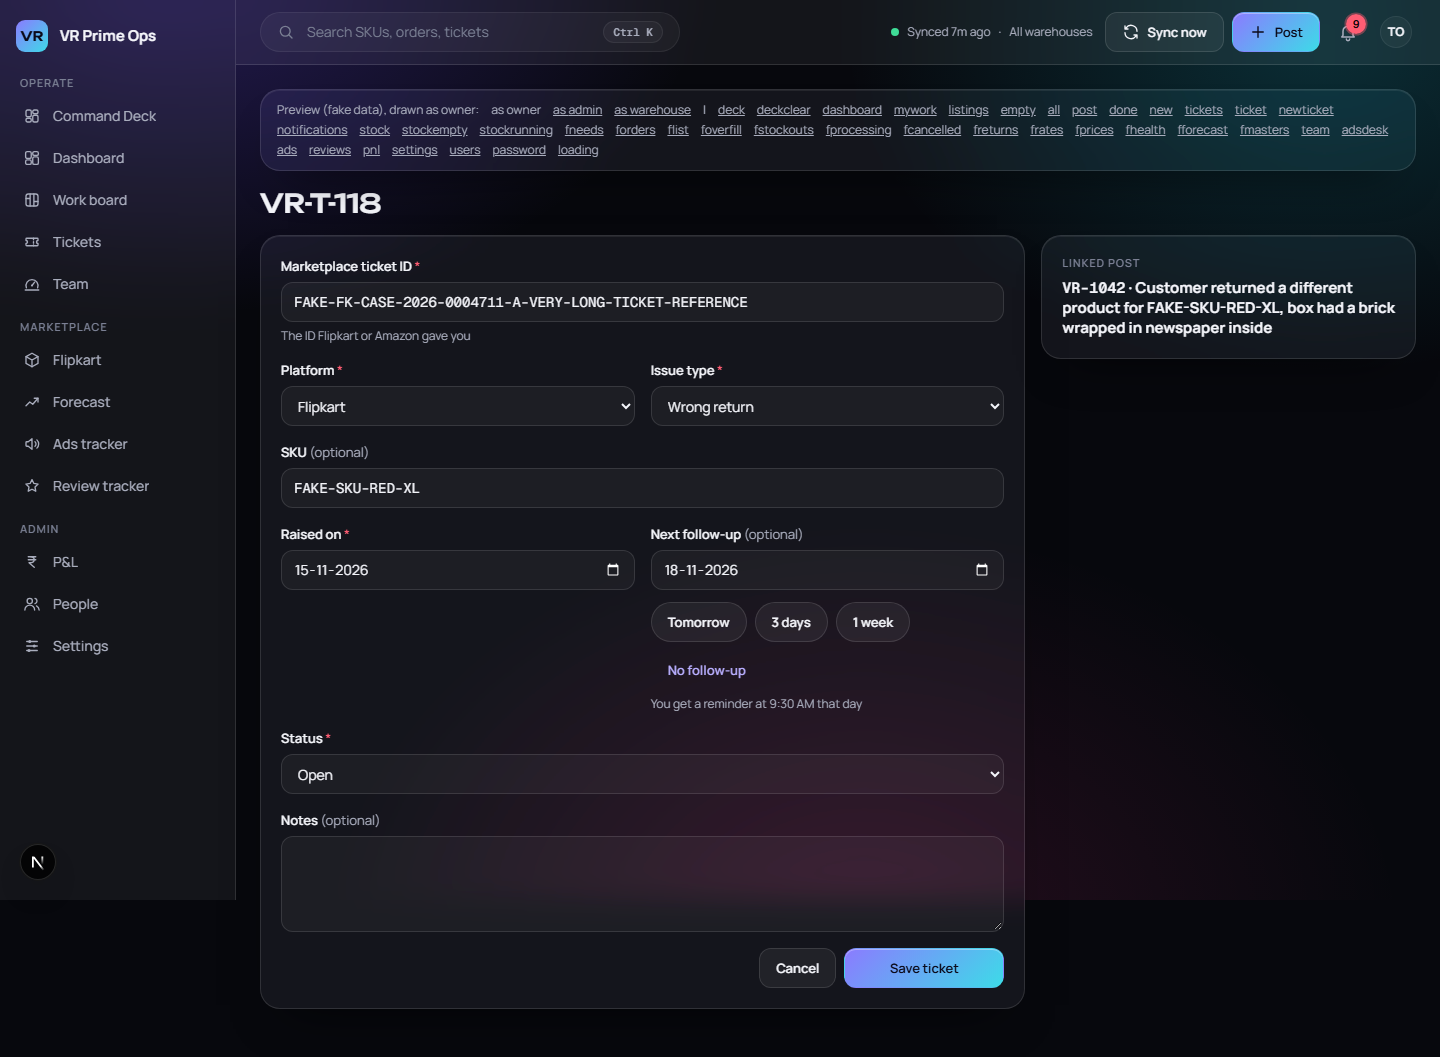 VR VR Prime Ops
Search SKUs, orders, tickets Ctrl K
Synced 7m ago · All warehouses
Sync now
Post
9
TO
OPERATE
Command Deck
Dashboard
Work board
Tickets
Team
MARKETPLACE
Flipkart
Forecast
Ads tracker
Review tracker
ADMIN
₹ P&L
People
Settings
N
Preview (fake data), drawn as owner: as owner as admin as warehouse | deck deckclear dashboard mywork listings empty all post done new tickets ticket newticket
notifications stock stockempty stockrunning fneeds forders flist foverfill fstockouts fprocessing fcancelled freturns frates fprices fhealth fforecast fmasters team adsdesk
ads reviews pnl settings users password loading
VR-T-118
Marketplace ticket ID *
FAKE-FK-CASE-2026-0004711-A-VERY-LONG-TICKET-REFERENCE
The ID Flipkart or Amazon gave you
Platform * Issue type *
Flipkart Wrong return
SKU (optional)
FAKE-SKU-RED-XL
Raised on * Next follow-up (optional)
15-11-2026 18-11-2026
Tomorrow 3 days 1 week
No follow-up
You get a reminder at 9:30 AM that day
Status *
Open
Notes (optional)
Cancel Save ticket
LINKED POST
VR-1042 · Customer returned a different
product for FAKE-SKU-RED-XL, box had a brick
wrapped in newspaper inside